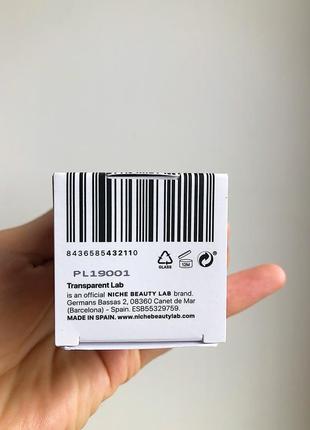 8436585432110
PL19001
GLASS
12M
Transparent Lab
is an official NICHE BEAUTY LAB brand.
Germans Bassas 2, 08360 Canet de Mar
(Barcelona) - Spain. ESB55329759.
MADE IN SPAIN. www.nichebeautylab.com